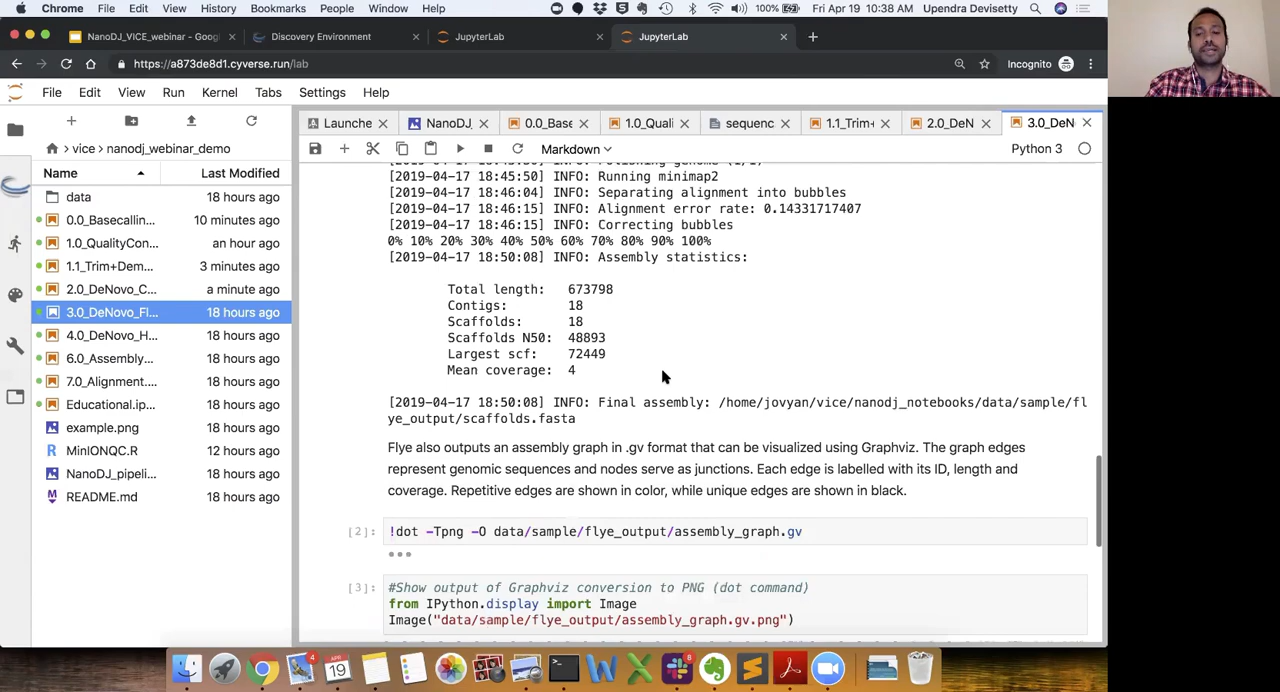 Chrome File Edit View History Bookmarks People Window Help 100% Fri Apr 19 10:38 AM Upendra Devisetty
NanoDJ_VICE_webinar - Goog
Discovery Environment
JupyterLab
JupyterLab
https://a873de8d1.cyverse.run/lab
Incognito
File Edit View Run Kernel Tabs Settings Help
Launche
NanoDJ_
0.0_Base
1.0_Quali
sequenc
1.1_Trim+
2.0_DeN
3.0_DeN
Markdown
Python 3
vice nanodj_webinar_demo
Name Last Modified
data 18 hours ago
0.0_Basecallin... 10 minutes ago
1.0_QualityCon... an hour ago
1.1_Trim+Dem... 3 minutes ago
2.0_DeNovo_C... a minute ago
3.0_DeNovo_Fl... 18 hours ago
4.0_DeNovo_H... 18 hours ago
6.0_Assembly... 18 hours ago
7.0_Alignment.... 18 hours ago
Educational.ip... 18 hours ago
example.png 18 hours ago
MinIONQC.R 12 hours ago
NanoDJ_pipeli... 18 hours ago
README.md 18 hours ago
[2019-04-17 18:45:50] INFO: Running minimap2
[2019-04-17 18:46:04] INFO: Separating alignment into bubbles
[2019-04-17 18:46:15] INFO: Alignment error rate: 0.14331717407
[2019-04-17 18:46:15] INFO: Correcting bubbles
0% 10% 20% 30% 40% 50% 60% 70% 80% 90% 100%
[2019-04-17 18:50:08] INFO: Assembly statistics:
Total length: 673798
Contigs: 18
Scaffolds: 18
Scaffolds N50: 48893
Largest scf: 72449
Mean coverage: 4
[2019-04-17 18:50:08] INFO: Final assembly: /home/jovyan/vice/nanodj_notebooks/data/sample/fl
ye_output/scaffolds.fasta
Flye also outputs an assembly graph in .gv format that can be visualized using Graphviz. The graph edges
represent genomic sequences and nodes serve as junctions. Each edge is labelled with its ID, length and
coverage. Repetitive edges are shown in color, while unique edges are shown in black.
[2]: !dot -Tpng -O data/sample/flye_output/assembly_graph.gv
[3]: #Show output of Graphviz conversion to PNG (dot command)
from IPython.display import Image
Image("data/sample/flye_output/assembly_graph.gv.png")